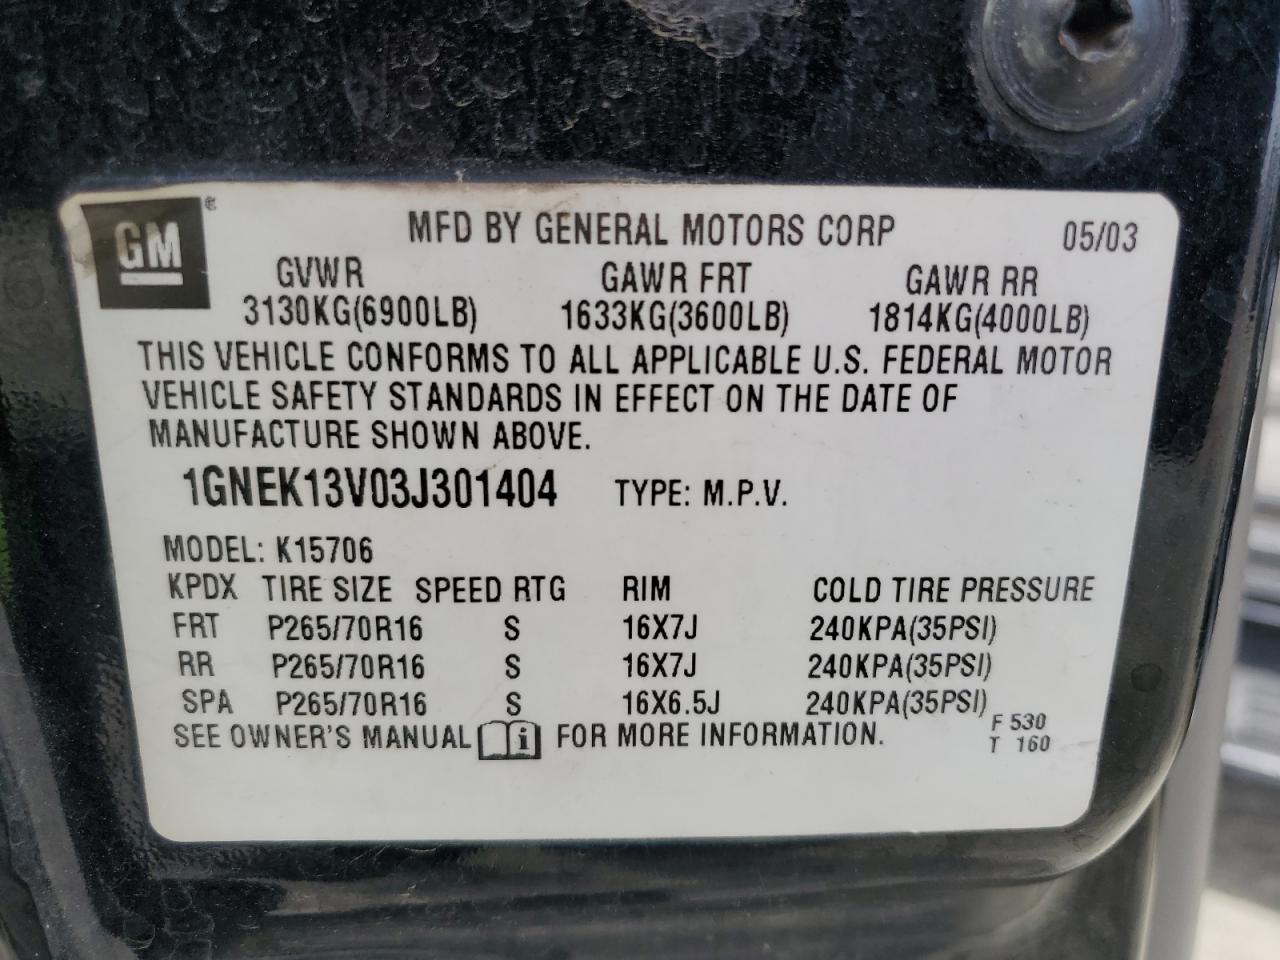 GM ® MFD BY GENERAL MOTORS CORP 05/03
GVWR GAWR FRT GAWR RR
3130KG(6900LB) 1633KG(3600LB) 1814KG(4000LB)
THIS VEHICLE CONFORMS TO ALL APPLICABLE U.S. FEDERAL MOTOR
VEHICLE SAFETY STANDARDS IN EFFECT ON THE DATE OF
MANUFACTURE SHOWN ABOVE.
1GNEK13V03J301404 TYPE: M.P.V.
MODEL: K15706
KPDX TIRE SIZE SPEED RTG RIM COLD TIRE PRESSURE
FRT P265/70R16 S 16X7J 240KPA(35PSI)
RR P265/70R16 S 16X7J 240KPA(35PSI)
SPA P265/70R16 S 16X6.5J 240KPA(35PSI)
SEE OWNER'S MANUAL i FOR MORE INFORMATION. F 530
T 160